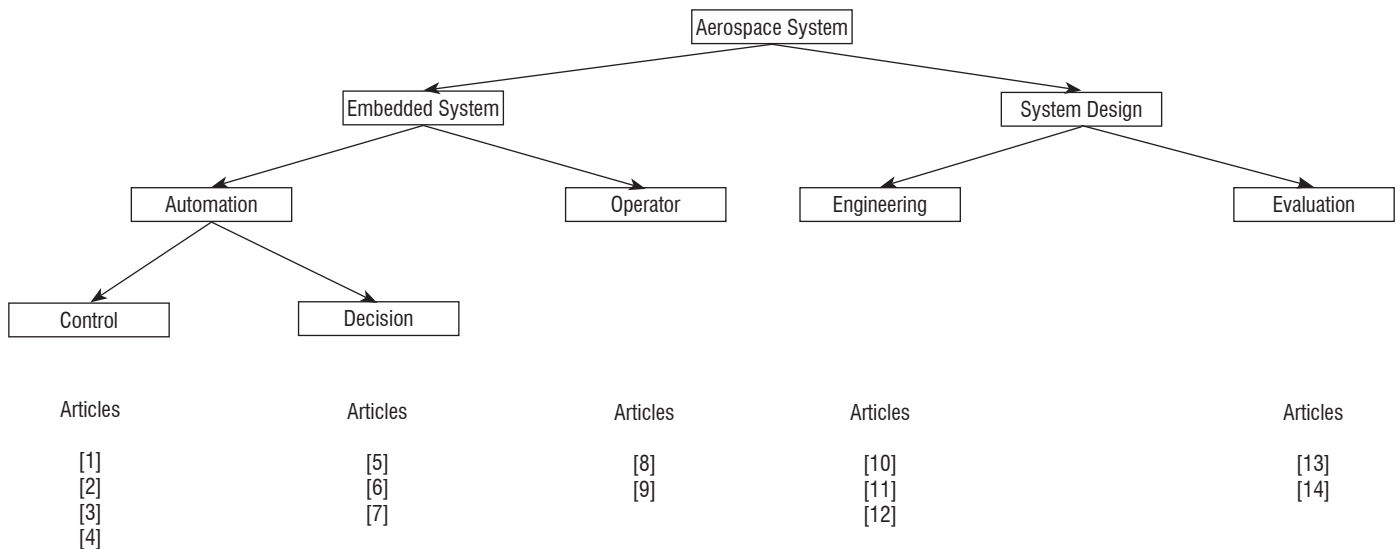 Aerospace System
Embedded System
System Design
Automation
Operator
Engineering
Evaluation
Control
Decision
Articles
[1]
[2]
[3]
[4]
Articles
[5]
[6]
[7]
Articles
[8]
[9]
Articles
[10]
[11]
[12]
Articles
[13]
[14]